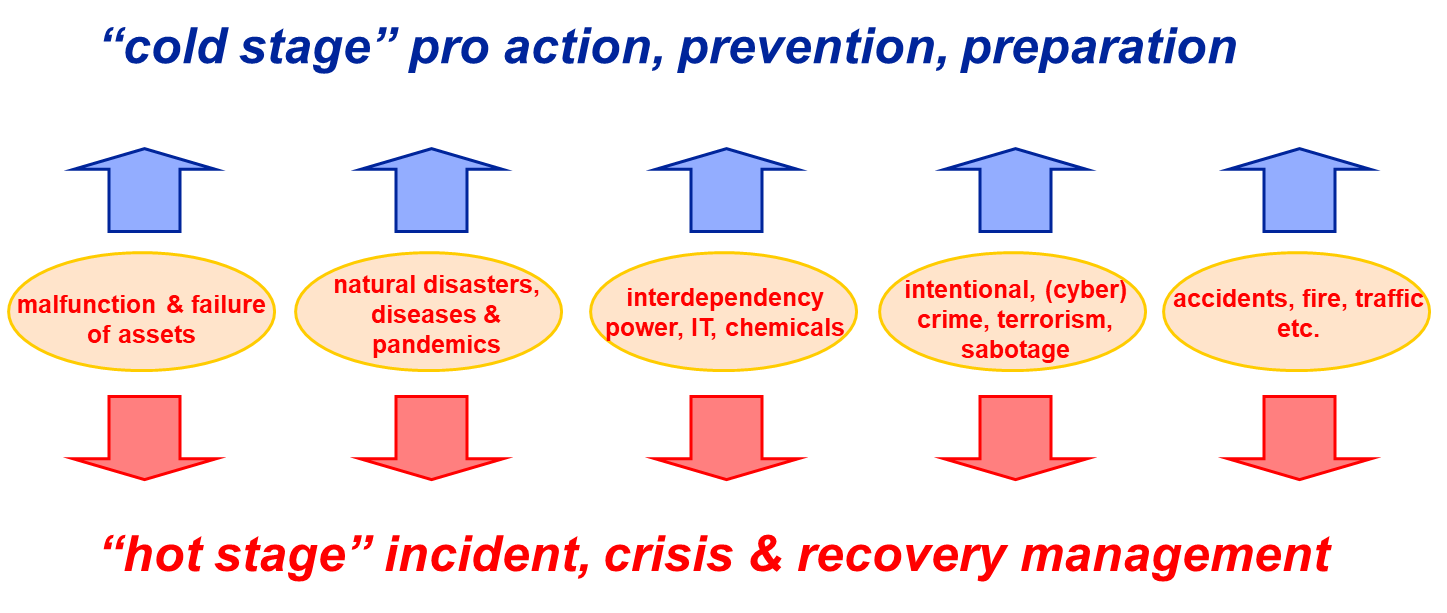 “cold stage” pro action, prevention, preparation
malfunction & failure
of assets
natural disasters,
diseases &
pandemics
interdependency
power, IT, chemicals
intentional, (cyber)
crime, terrorism,
sabotage
accidents, fire, traffic
etc.
“hot stage” incident, crisis & recovery management